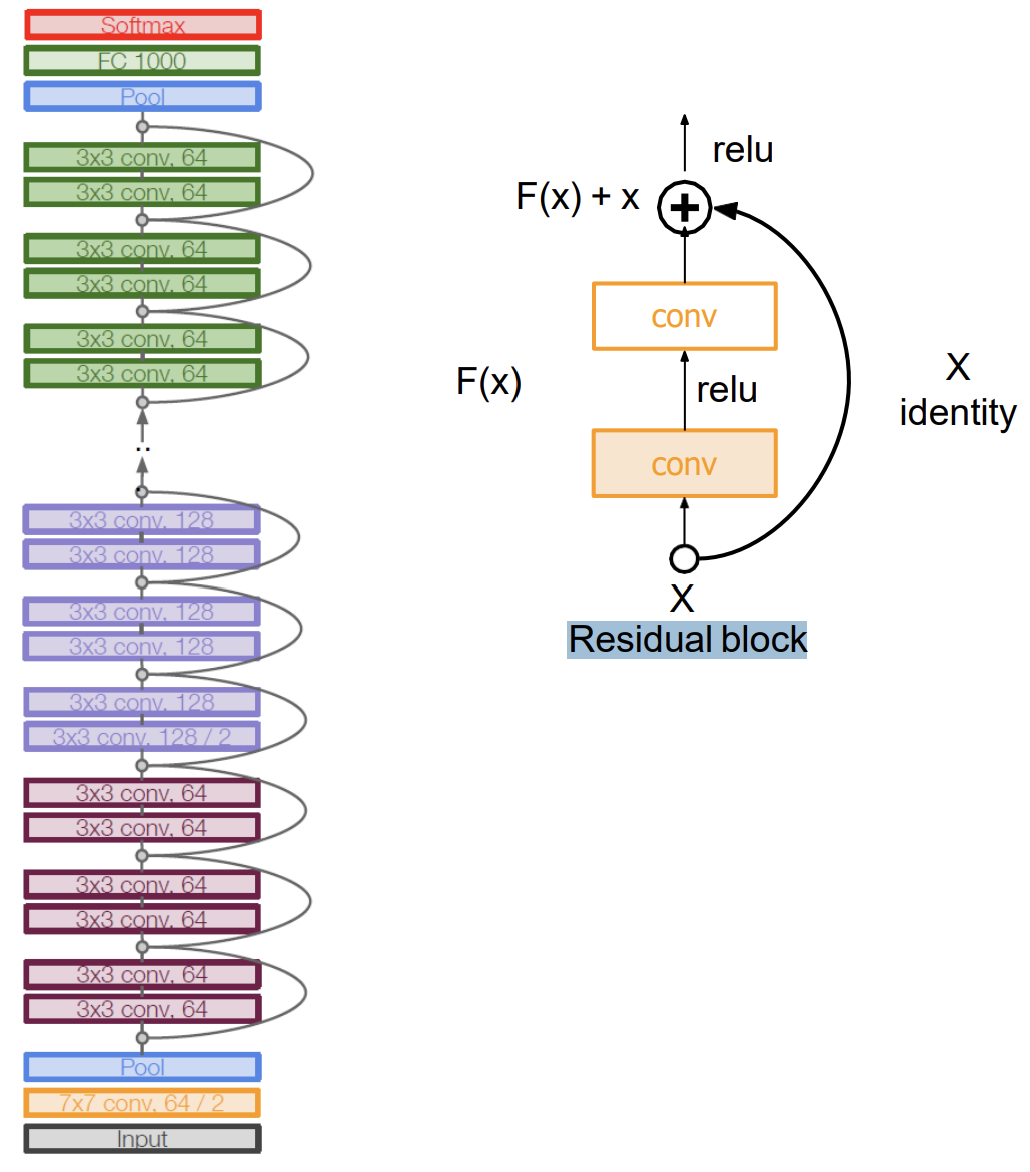 Softmax
FC 1000
Pool
3x3 conv, 64
3x3 conv, 64
3x3 conv, 64
3x3 conv, 64
3x3 conv, 64
3x3 conv, 64
..
3x3 conv, 128
3x3 conv, 128
3x3 conv, 128
3x3 conv, 128
3x3 conv, 128
3x3 conv, 128 / 2
3x3 conv, 64
3x3 conv, 64
3x3 conv, 64
3x3 conv, 64
3x3 conv, 64
3x3 conv, 64
Pool
7x7 conv, 64 / 2
Input
relu
F(x) + x
conv
F(x)
relu
X
identity
conv
X
Residual block